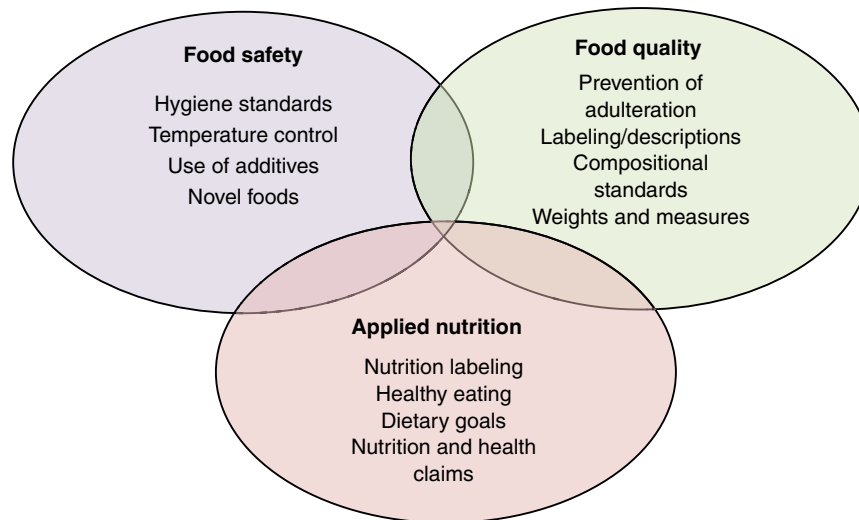 Food safety
Hygiene standards
Temperature control
Use of additives
Novel foods
Food quality
Prevention of
adulteration
Labeling/descriptions
Compositional
standards
Weights and measures
Applied nutrition
Nutrition labeling
Healthy eating
Dietary goals
Nutrition and health
claims